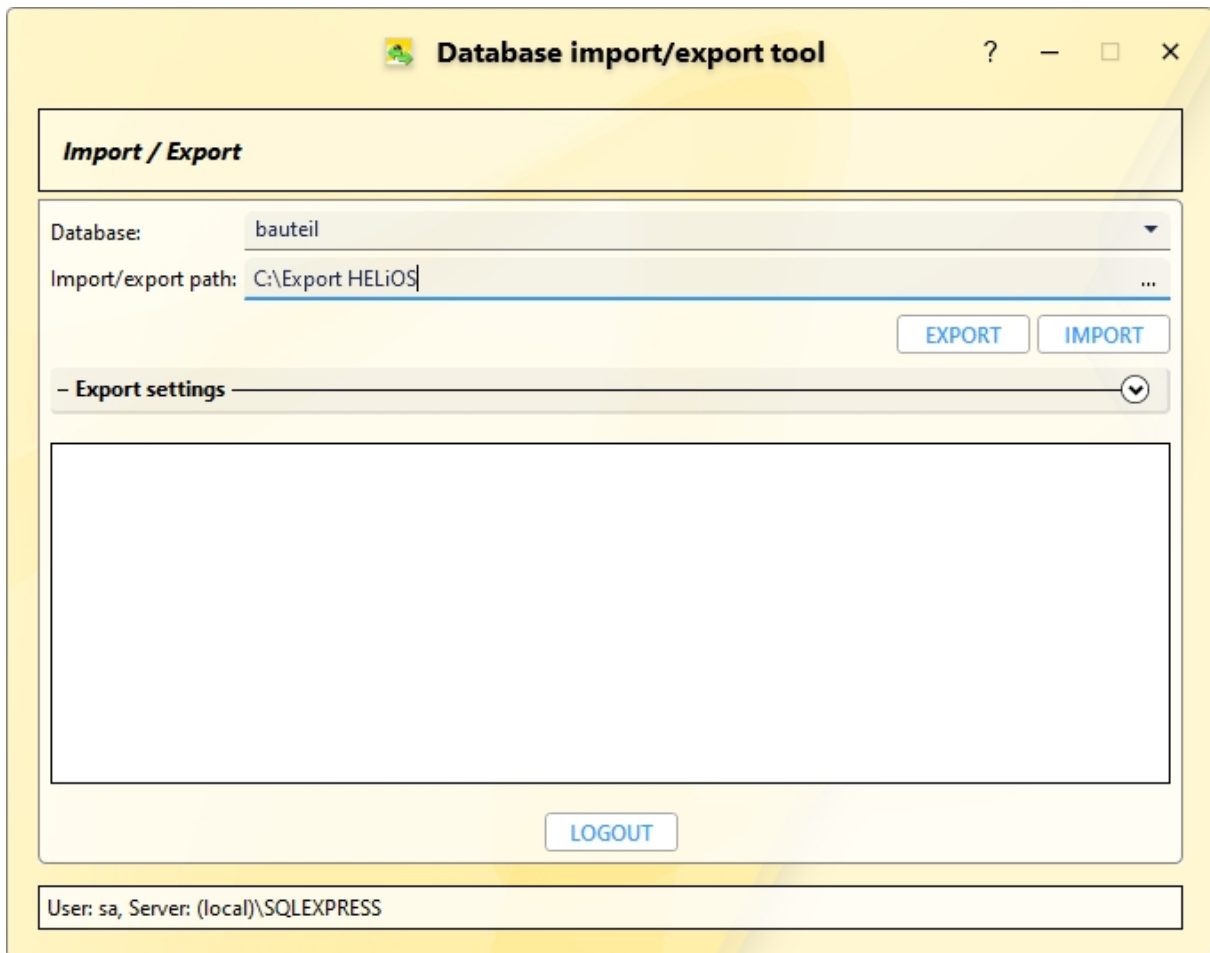 Database import/export tool
Import / Export
Database: bauteil
Import/export path: C:\Export HELiOS ...
EXPORT IMPORT
– Export settings
LOGOUT
User: sa, Server: (local)\SQLEXPRESS